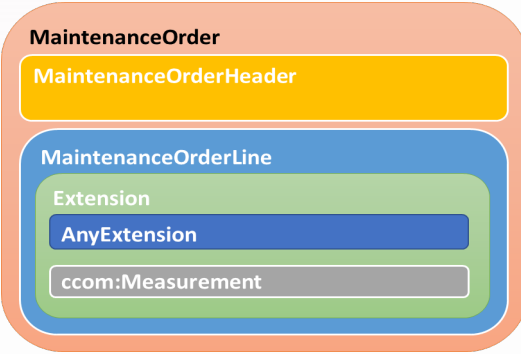 MaintenanceOrder
MaintenanceOrderHeader
MaintenanceOrderLine
Extension
AnyExtension
ccom:Measurement